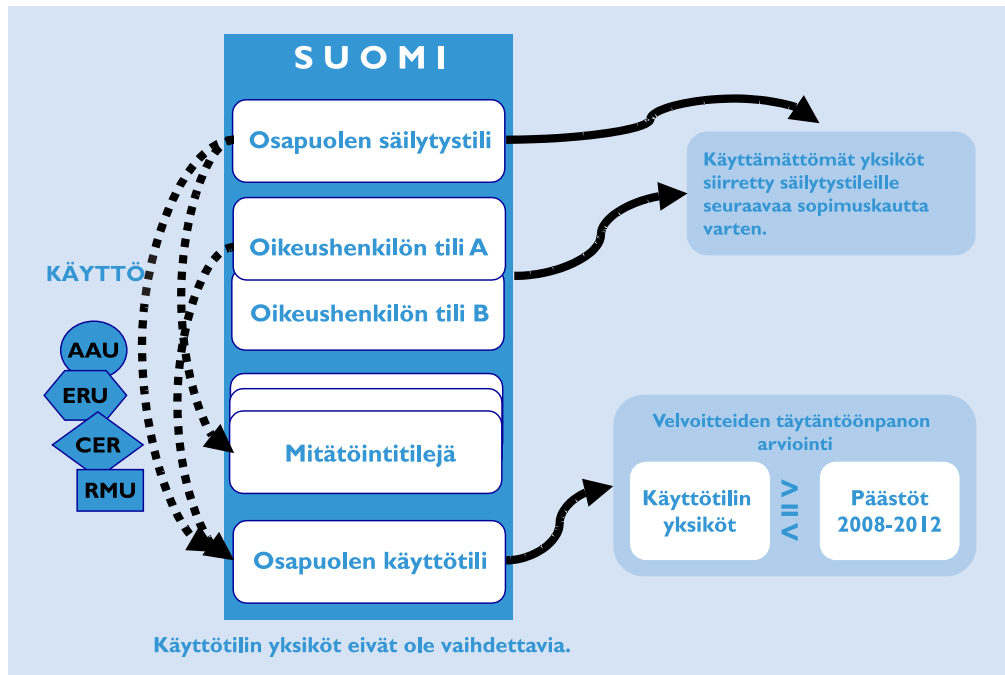 SUOMI
Osapuolen säilytystili
Oikeushenkilön tili A
Oikeushenkilön tili B
Mitätöintitilejä
Osapuolen käyttötili
KÄYTTÖ
AAU
ERU
CER
RMU
Käyttämättömät yksiköt
siirretty säilytystileille
seuraavaa sopimuskautta
varten.
Velvoitteiden täytäntöönpanon
arviointi
Käyttötilin
yksiköt
< = >
Päästöt
2008-2012
Käyttötilin yksiköt eivät ole vaihdettavia.